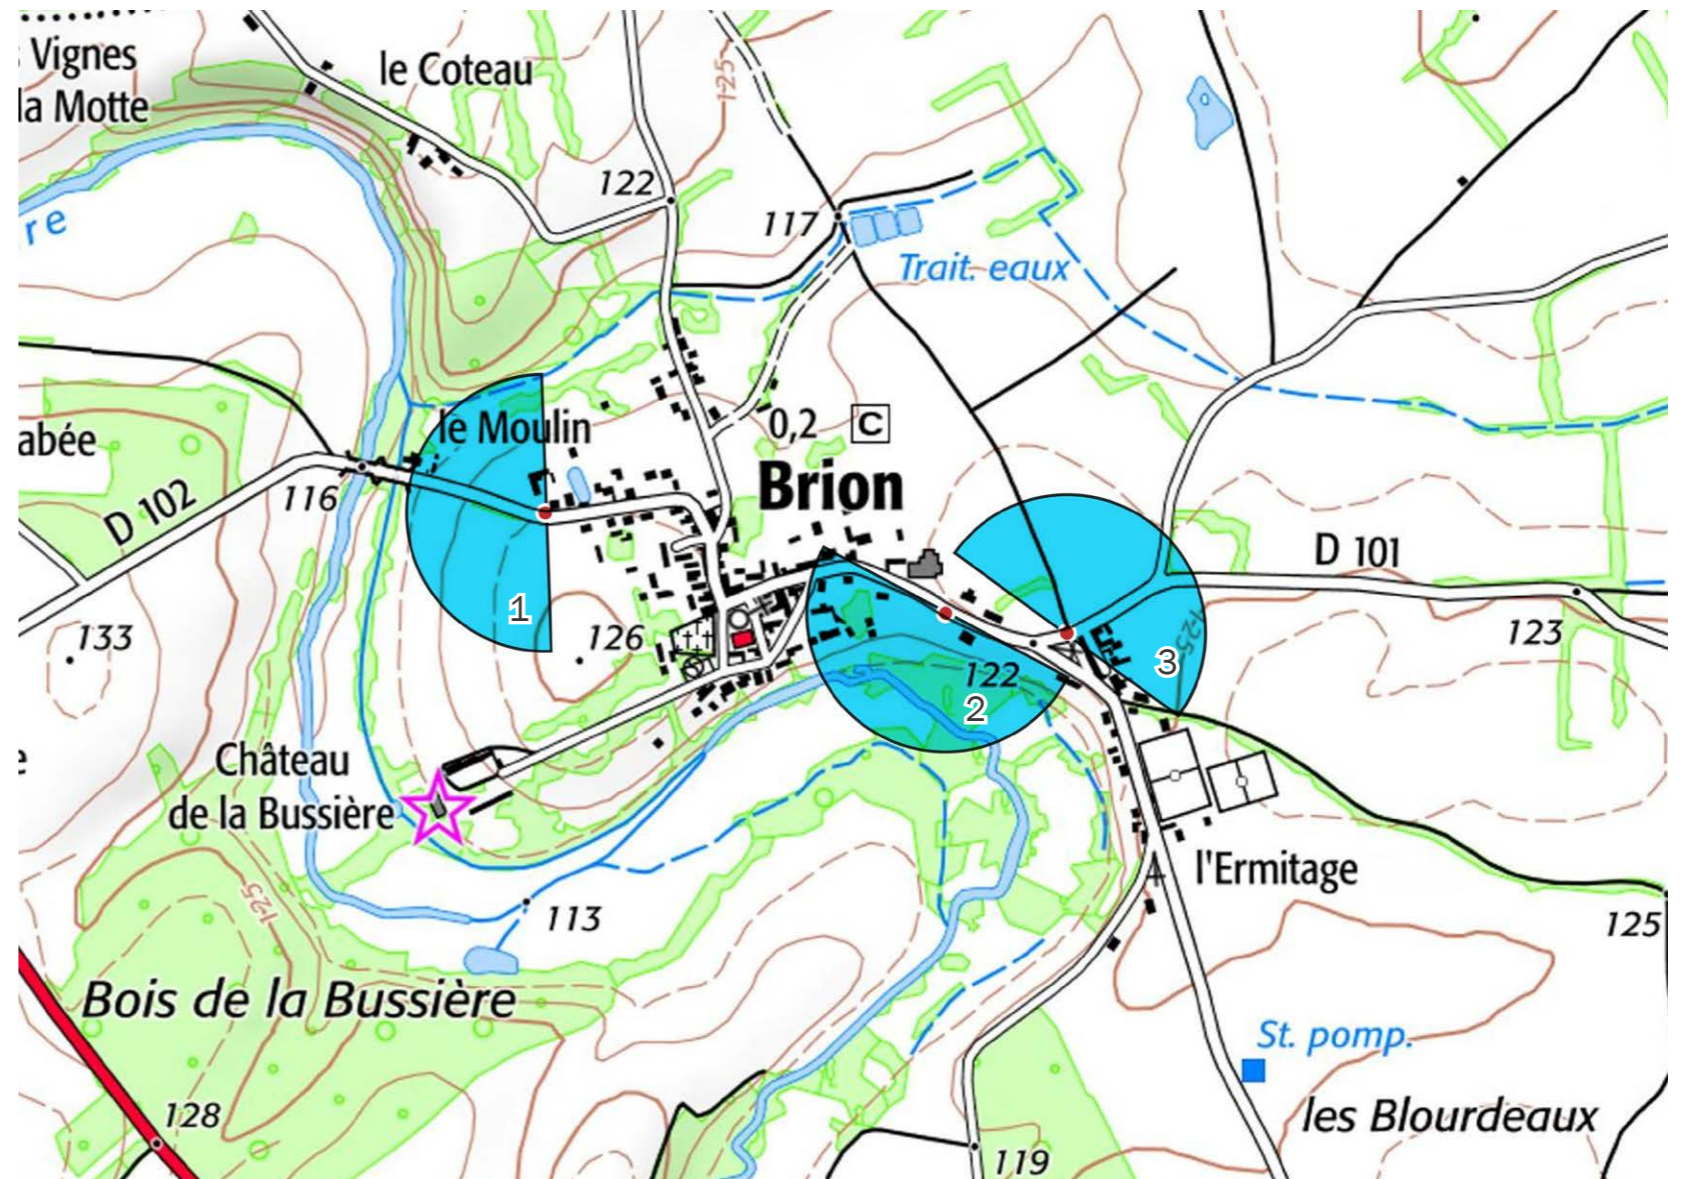 Vignes
la Motte
le Coteau
122
117
Trait. eaux
125
re
abée
le Moulin
0,2 C
Brion
116
D 102
D 101
1
133
126
122
2
3
125
123
Château
de la Bussière
l'Ermitage
113
125
125
Bois de la Bussière
St. pomp.
les Blourdeaux
128
119